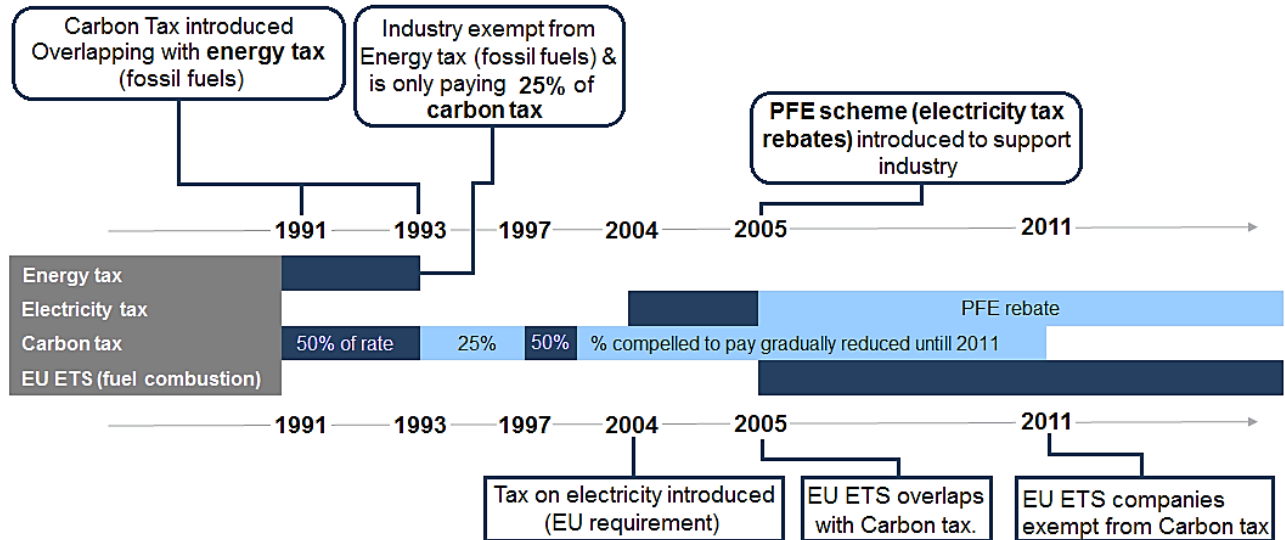 Carbon Tax introduced
Overlapping with energy tax
(fossil fuels)
Industry exempt from
Energy tax (fossil fuels) &
is only paying 25% of
carbon tax
PFE scheme (electricity tax
rebates) introduced to support
industry
1991 1993 1997 2004 2005 2011
Energy tax
Electricity tax PFE rebate
Carbon tax 50% of rate 25% 50% % compelled to pay gradually reduced untill 2011
EU ETS (fuel combustion)
1991 1993 1997 2004 2005 2011
Tax on electricity introduced
(EU requirement)
EU ETS overlaps
with Carbon tax.
EU ETS companies
exempt from Carbon tax